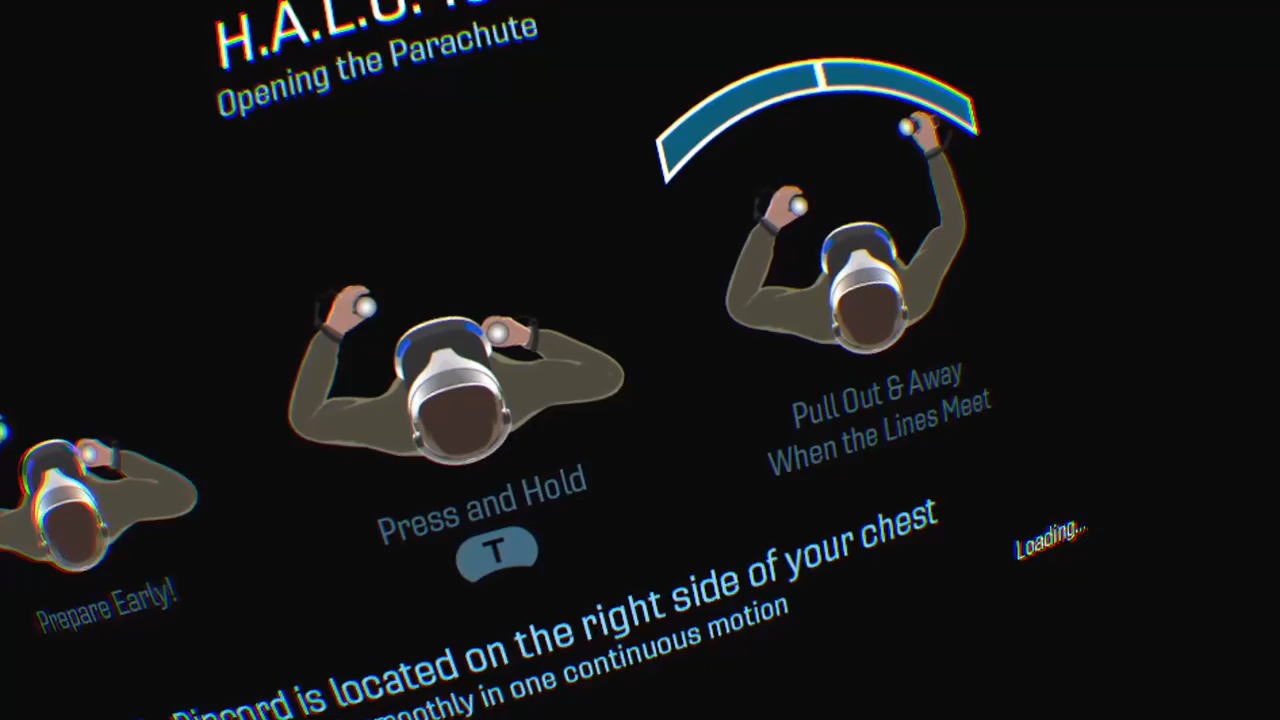 H.A.L.O.
Opening the Parachute
Prepare Early!
Press and Hold
T
Pull Out & Away
When the Lines Meet
Ripcord is located on the right side of your chest
smoothly in one continuous motion
Loading...